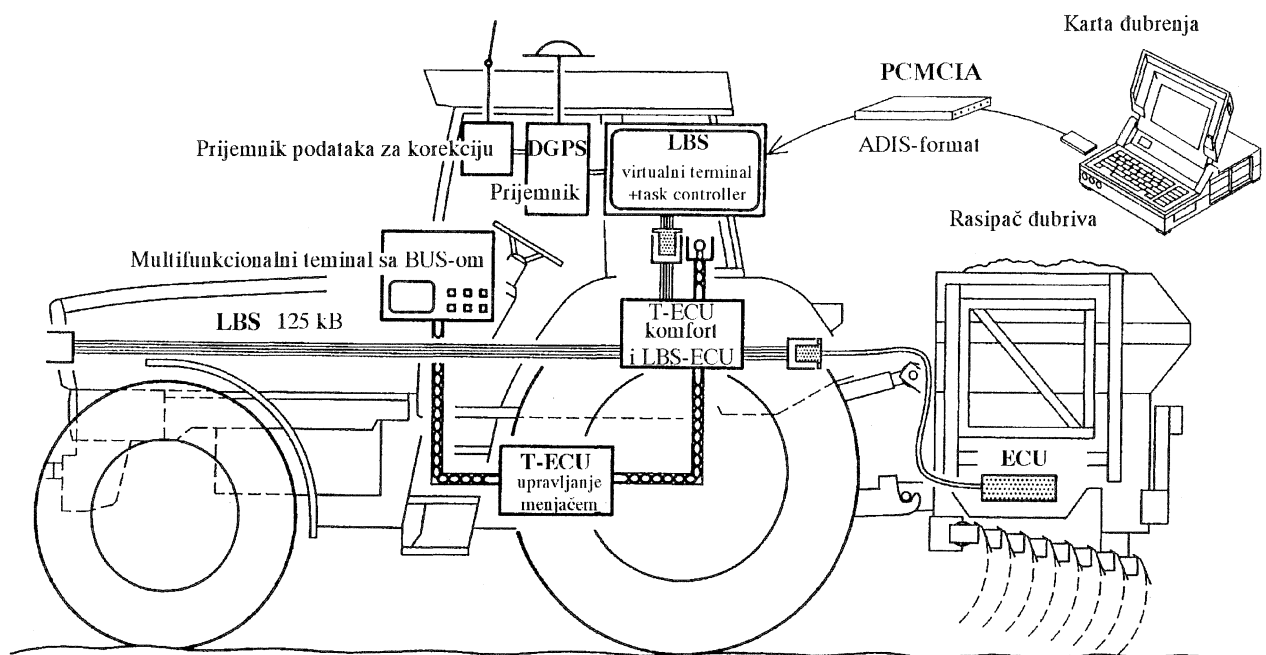 Karta đubrenja
PCMCIA
ADIS-format
Prijemnik podataka za korekciju
DGPS
Prijemnik
LBS
virtualni terminal
+task controller
Rasipač đubriva
Multifunkcionalni teminal sa BUS-om
LBS 125 kB
T-ECU
komfort
i LBS-ECU
T-ECU
upravljanje
menjačem
ECU